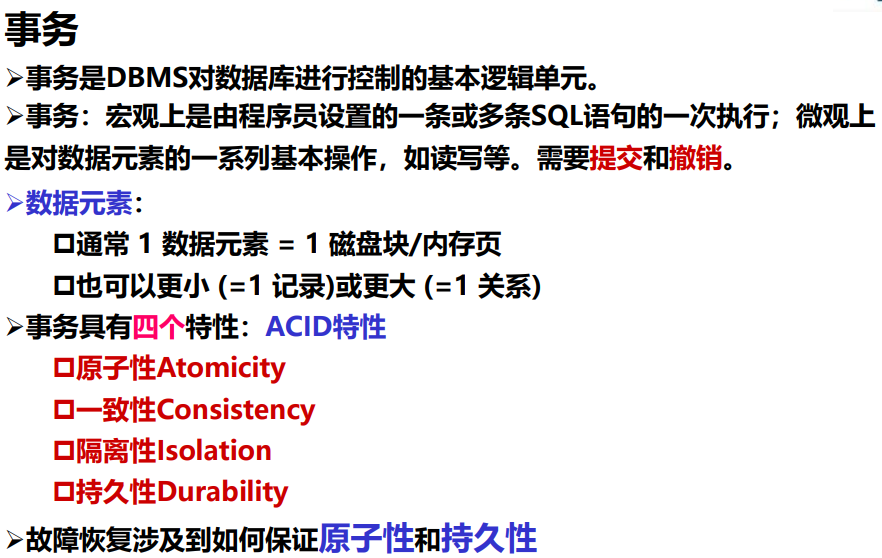 事务
➢事务是DBMS对数据库进行控制的基本逻辑单元。
➢事务：宏观上是由程序员设置的一条或多条SQL语句的一次执行；微观上
是对数据元素的一系列基本操作，如读写等。需要提交和撤销。
➢数据元素：
□通常 1 数据元素 = 1 磁盘块/内存页
□也可以更小 (=1 记录)或更大 (=1 关系)
➢事务具有四个特性：ACID特性
□原子性Atomicity
□一致性Consistency
□隔离性Isolation
□持久性Durability
➢故障恢复涉及到如何保证原子性和持久性